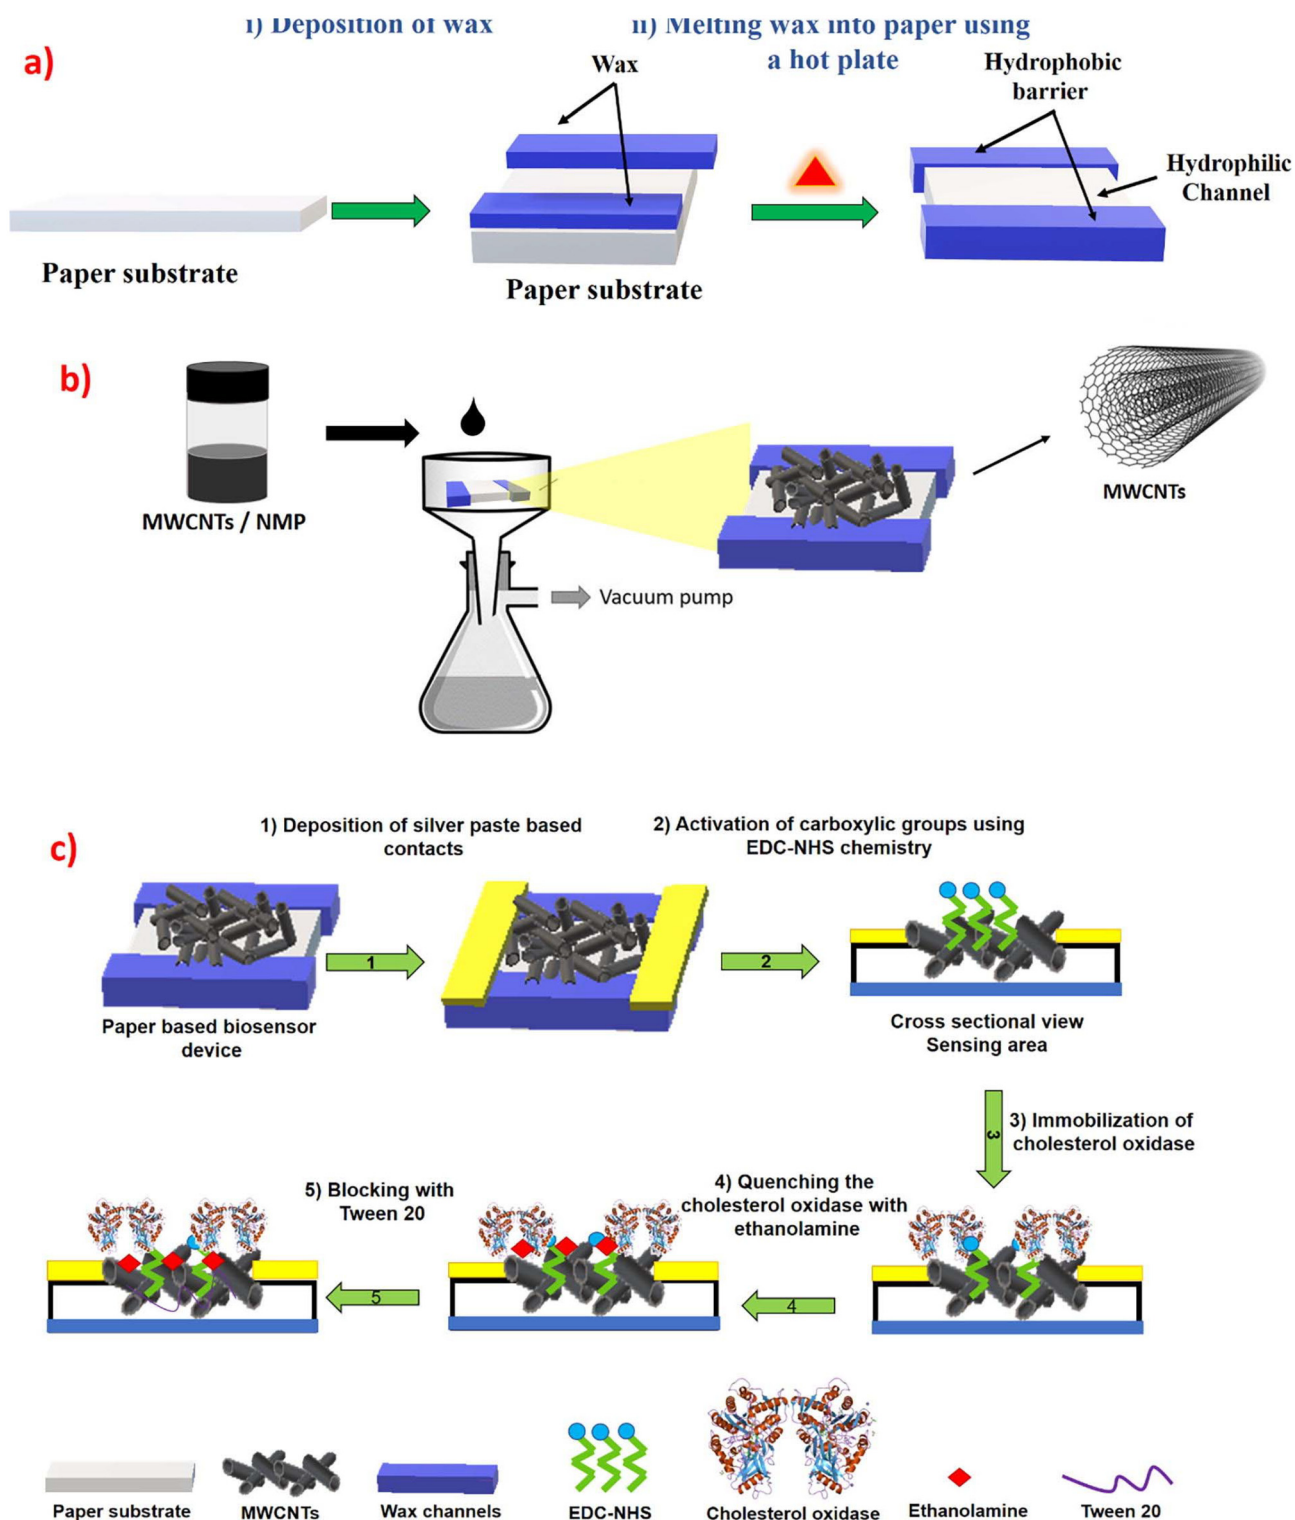 i) Deposition of wax
ii) Melting wax into paper using
a hot plate
a)
Wax
Hydrophobic
barrier
Hydrophilic
Channel
Paper substrate
Paper substrate
b)
MWCNTs / NMP
Vacuum pump
MWCNTs
c)
1) Deposition of silver paste based
contacts
2) Activation of carboxylic groups using
EDC-NHS chemistry
1
2
Paper based biosensor
device
Cross sectional view
Sensing area
3
3) Immobilization of
cholesterol oxidase
4) Quenching the
cholesterol oxidase with
ethanolamine
5) Blocking with
Tween 20
5
4
Paper substrate
MWCNTs
Wax channels
EDC-NHS
Cholesterol oxidase
Ethanolamine
Tween 20